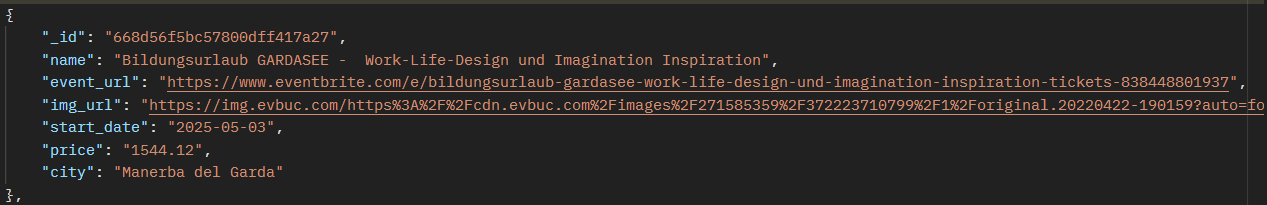 {
"_id": "668d56f5bc57800dff417a27",
"name": "Bildungsurlaub GARDASEE -  Work-Life-Design und Imagination Inspiration",
"event_url": "https://www.eventbrite.com/e/bildungsurlaub-gardasee-work-life-design-und-imagination-inspiration-tickets-838448801937",
"img_url": "https://img.evbuc.com/https%3A%2F%2Fcdn.evbuc.com%2Fimages%2F271585359%2F372223710799%2F1%2Foriginal.20220422-190159?auto=fo
"start_date": "2025-05-03",
"price": "1544.12",
"city": "Manerba del Garda"
},